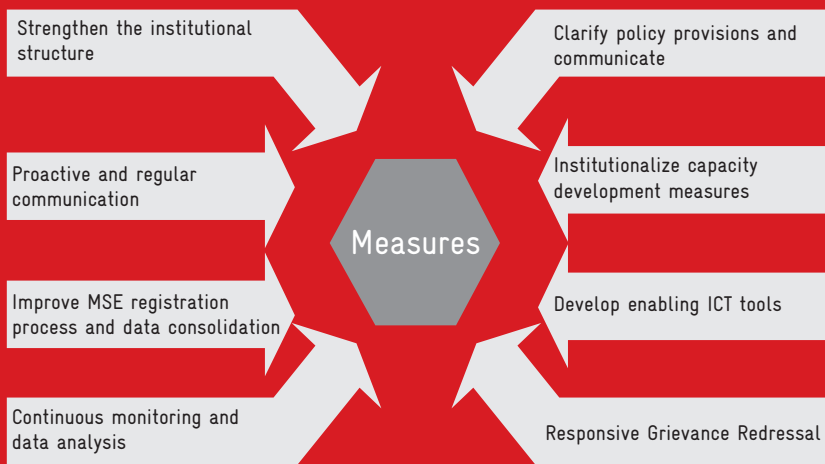 Strengthen the institutional
structure
Clarify policy provisions and
communicate
Proactive and regular
communication
Institutionalize capacity
development measures
Measures
Improve MSE registration
process and data consolidation
Develop enabling ICT tools
Continuous monitoring and
data analysis
Responsive Grievance Redressal